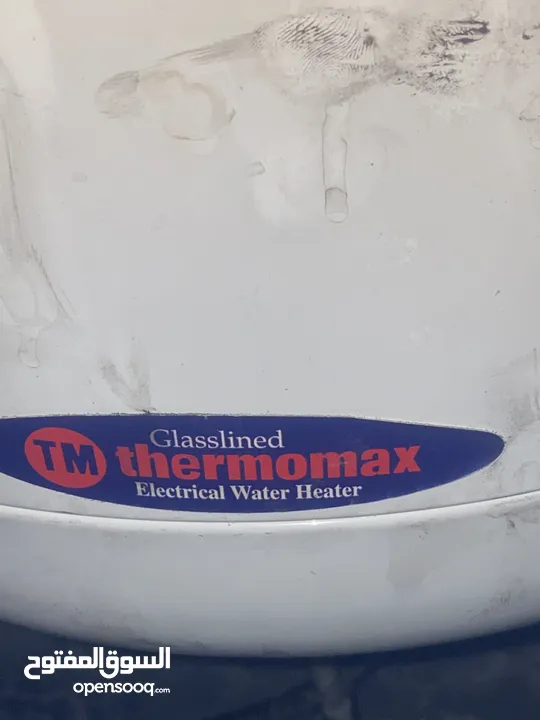 Glasslined
TM thermomax
Electrical Water Heater
السوق المفتوح
opensooq.com